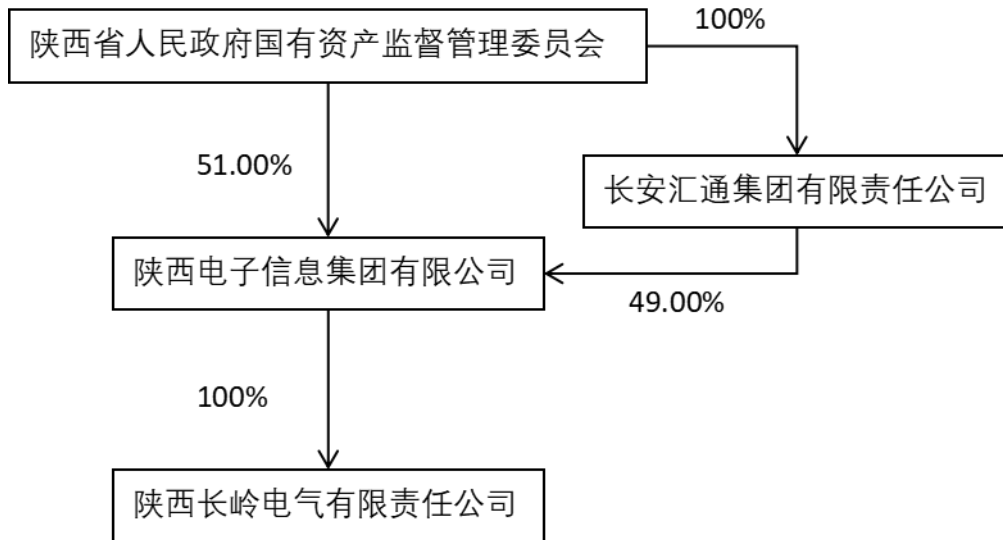 100%
陕西省人民政府国有资产监督管理委员会
51.00%
长安汇通集团有限责任公司
陕西电子信息集团有限公司
49.00%
100%
陕西长岭电气有限责任公司